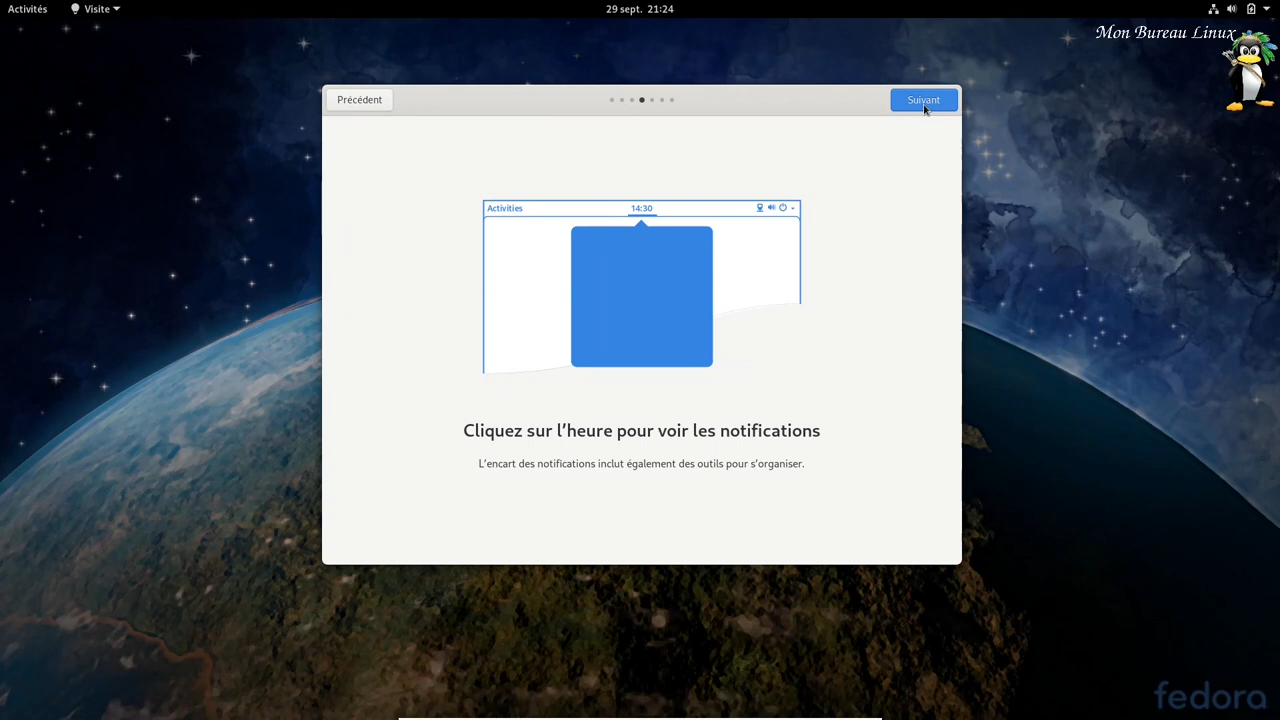 Activités
Visite
29 sept. 21:24
Mon Bureau Linux
Précédent
Suivant
Activities
14:30
Cliquez sur l’heure pour voir les notifications
L’encart des notifications inclut également des outils pour s’organiser.
fedora